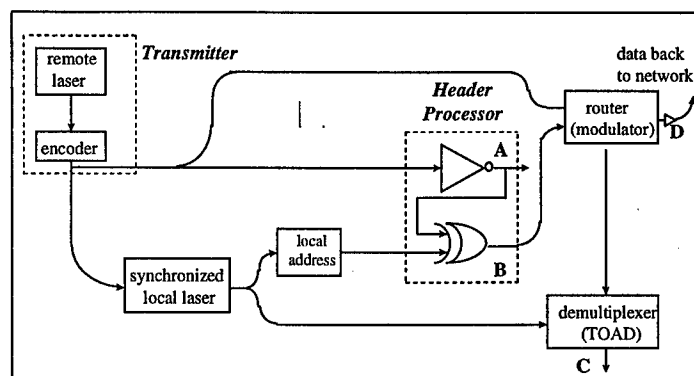 Transmitter
remote
laser
encoder
Header
Processor
A
B
local
address
synchronized
local laser
router
(modulator)
data back
to network
D
demultiplexer
(TOAD)
C